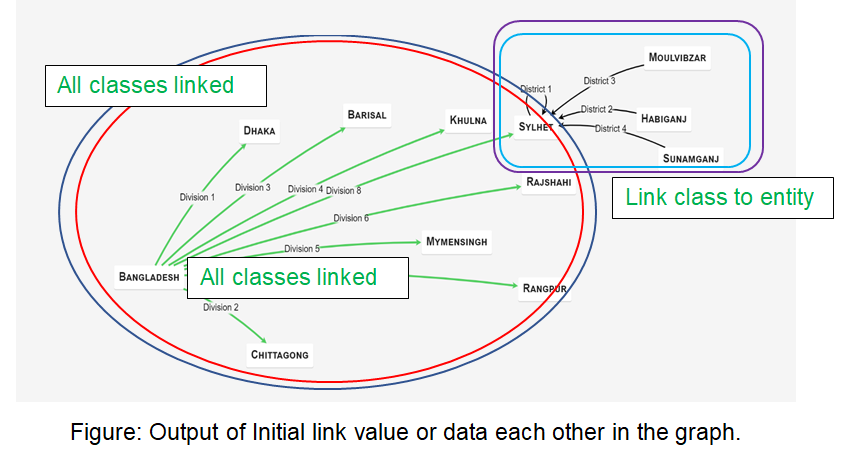 MOULVIBZAR
District 3
All classes linked
District 1
District 2
HABIGANJ
BARISAL
KHULNA
SYLHET
District 4
DHAKA
SUNAMGANJ
RAJSHAHI
Link class to entity
Division 1
Division 3
Division 4
Division 8
Division 6
MYMENSINGH
Division 5
BANGLADESH
All classes linked
RANGPUR
Division 2
CHITTAGONG
Figure: Output of Initial link value or data each other in the graph.